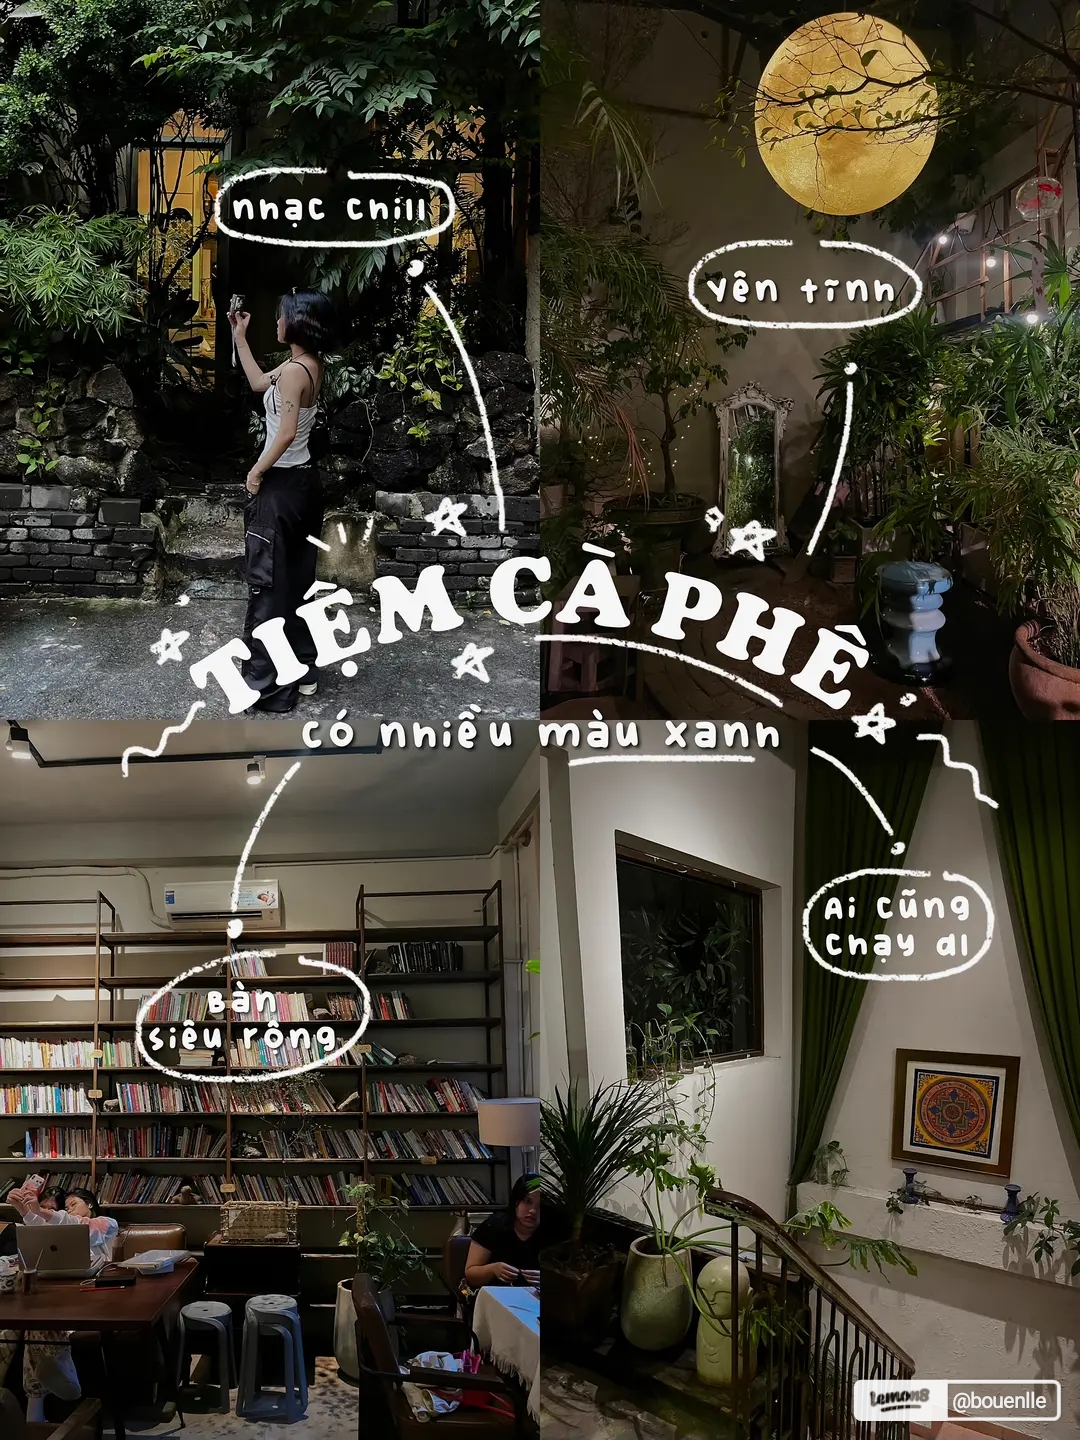 nhạc chill
yên tĩnh
TIỆM CÀ PHÊ
có nhiều màu xanh
Ai cũng
chạy dl
Bàn
siêu rộng
lemon8
@bouenlle